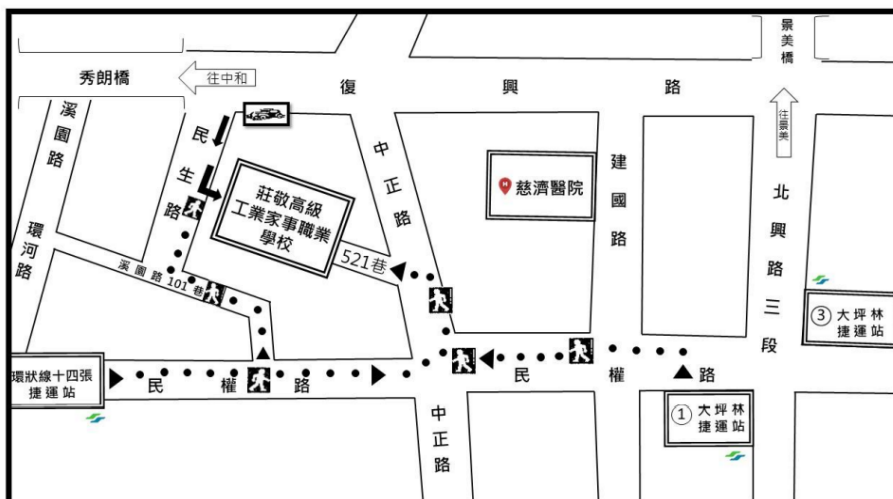 景美橋
秀朗橋
往中和
復興路
往景美
溪園路
民生路
中正路
建國路
慈濟醫院
莊敬高級
工業家事職業
學校
北興路三段
環河路
521巷
溪園路101巷
③大坪林
捷運站
環狀線十四張
捷運站
民權路
民權路
中正路
①大坪林
捷運站